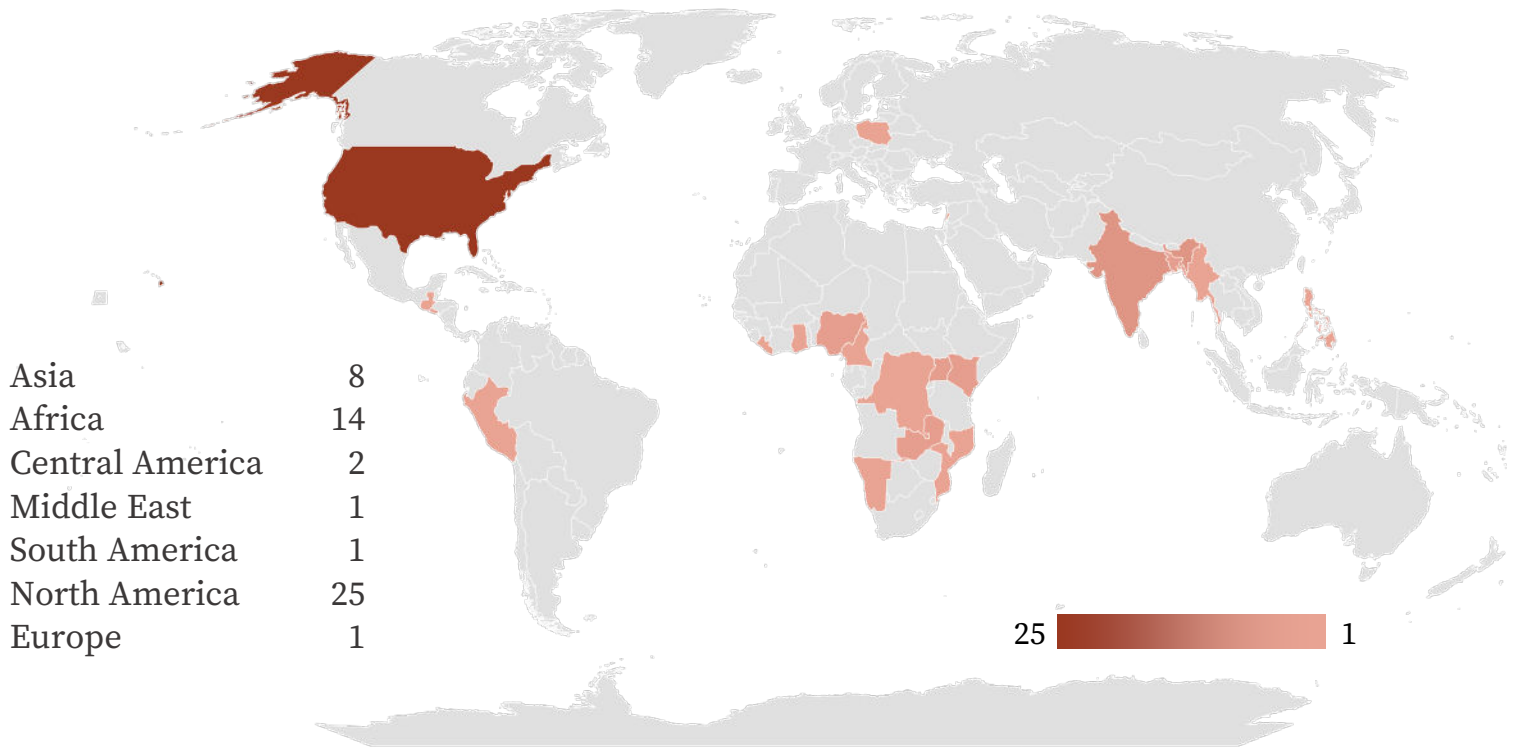 Asia 8
Africa 14
Central America 2
Middle East 1
South America 1
North America 25
Europe 1
25 1